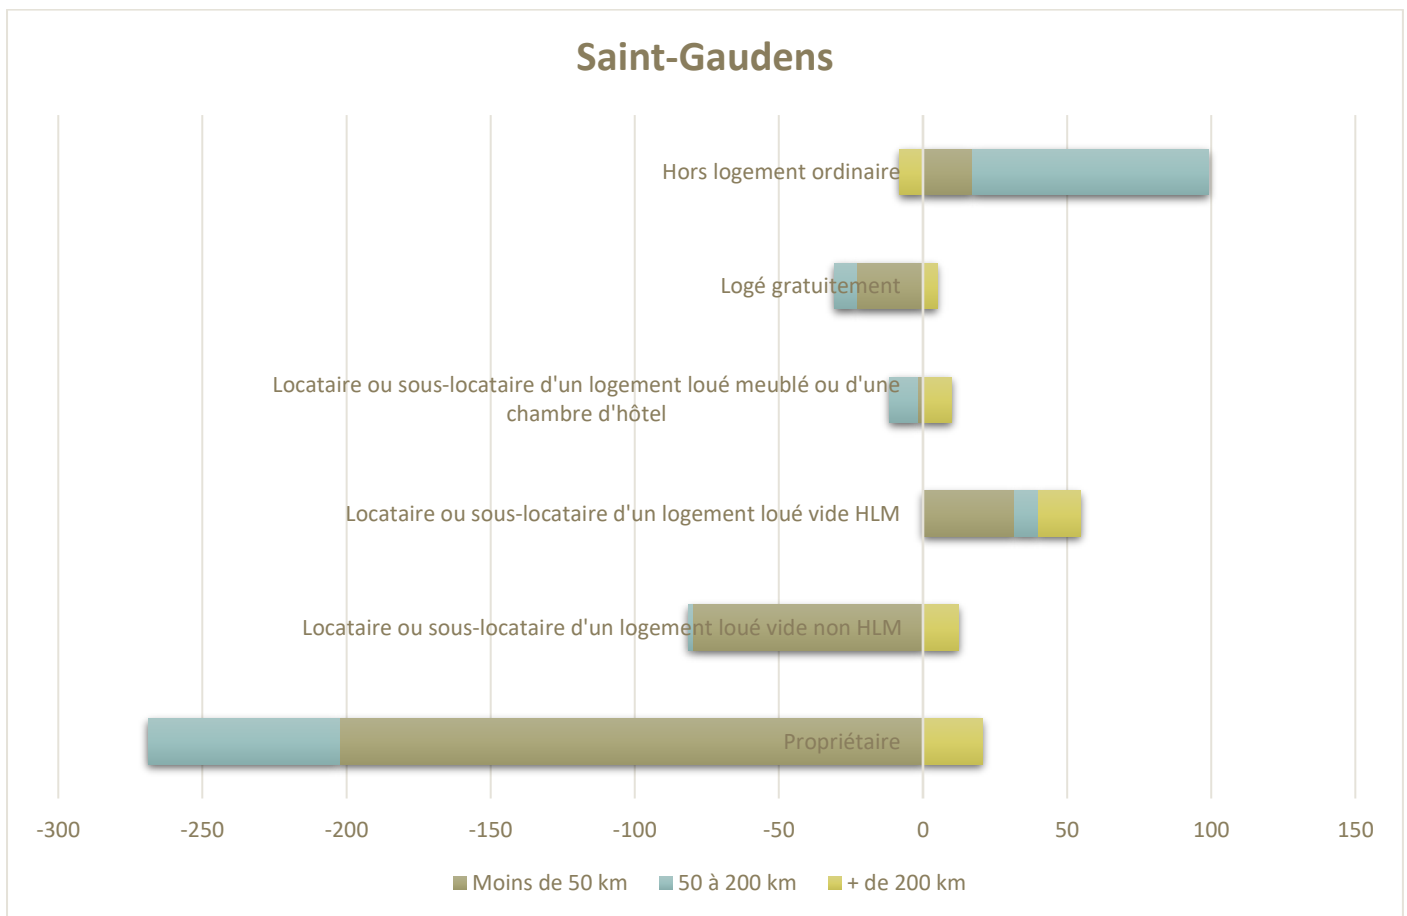 Saint-Gaudens
Hors logement ordinaire
Logé gratuitement
Locataire ou sous-locataire d'un logement loué meublé ou d'une
chambre d'hôtel
Locataire ou sous-locataire d'un logement loué vide HLM
Locataire ou sous-locataire d'un logement loué vide non HLM
Propriétaire
-300 -250 -200 -150 -100 -50 0 50 100 150
Moins de 50 km 50 à 200 km + de 200 km